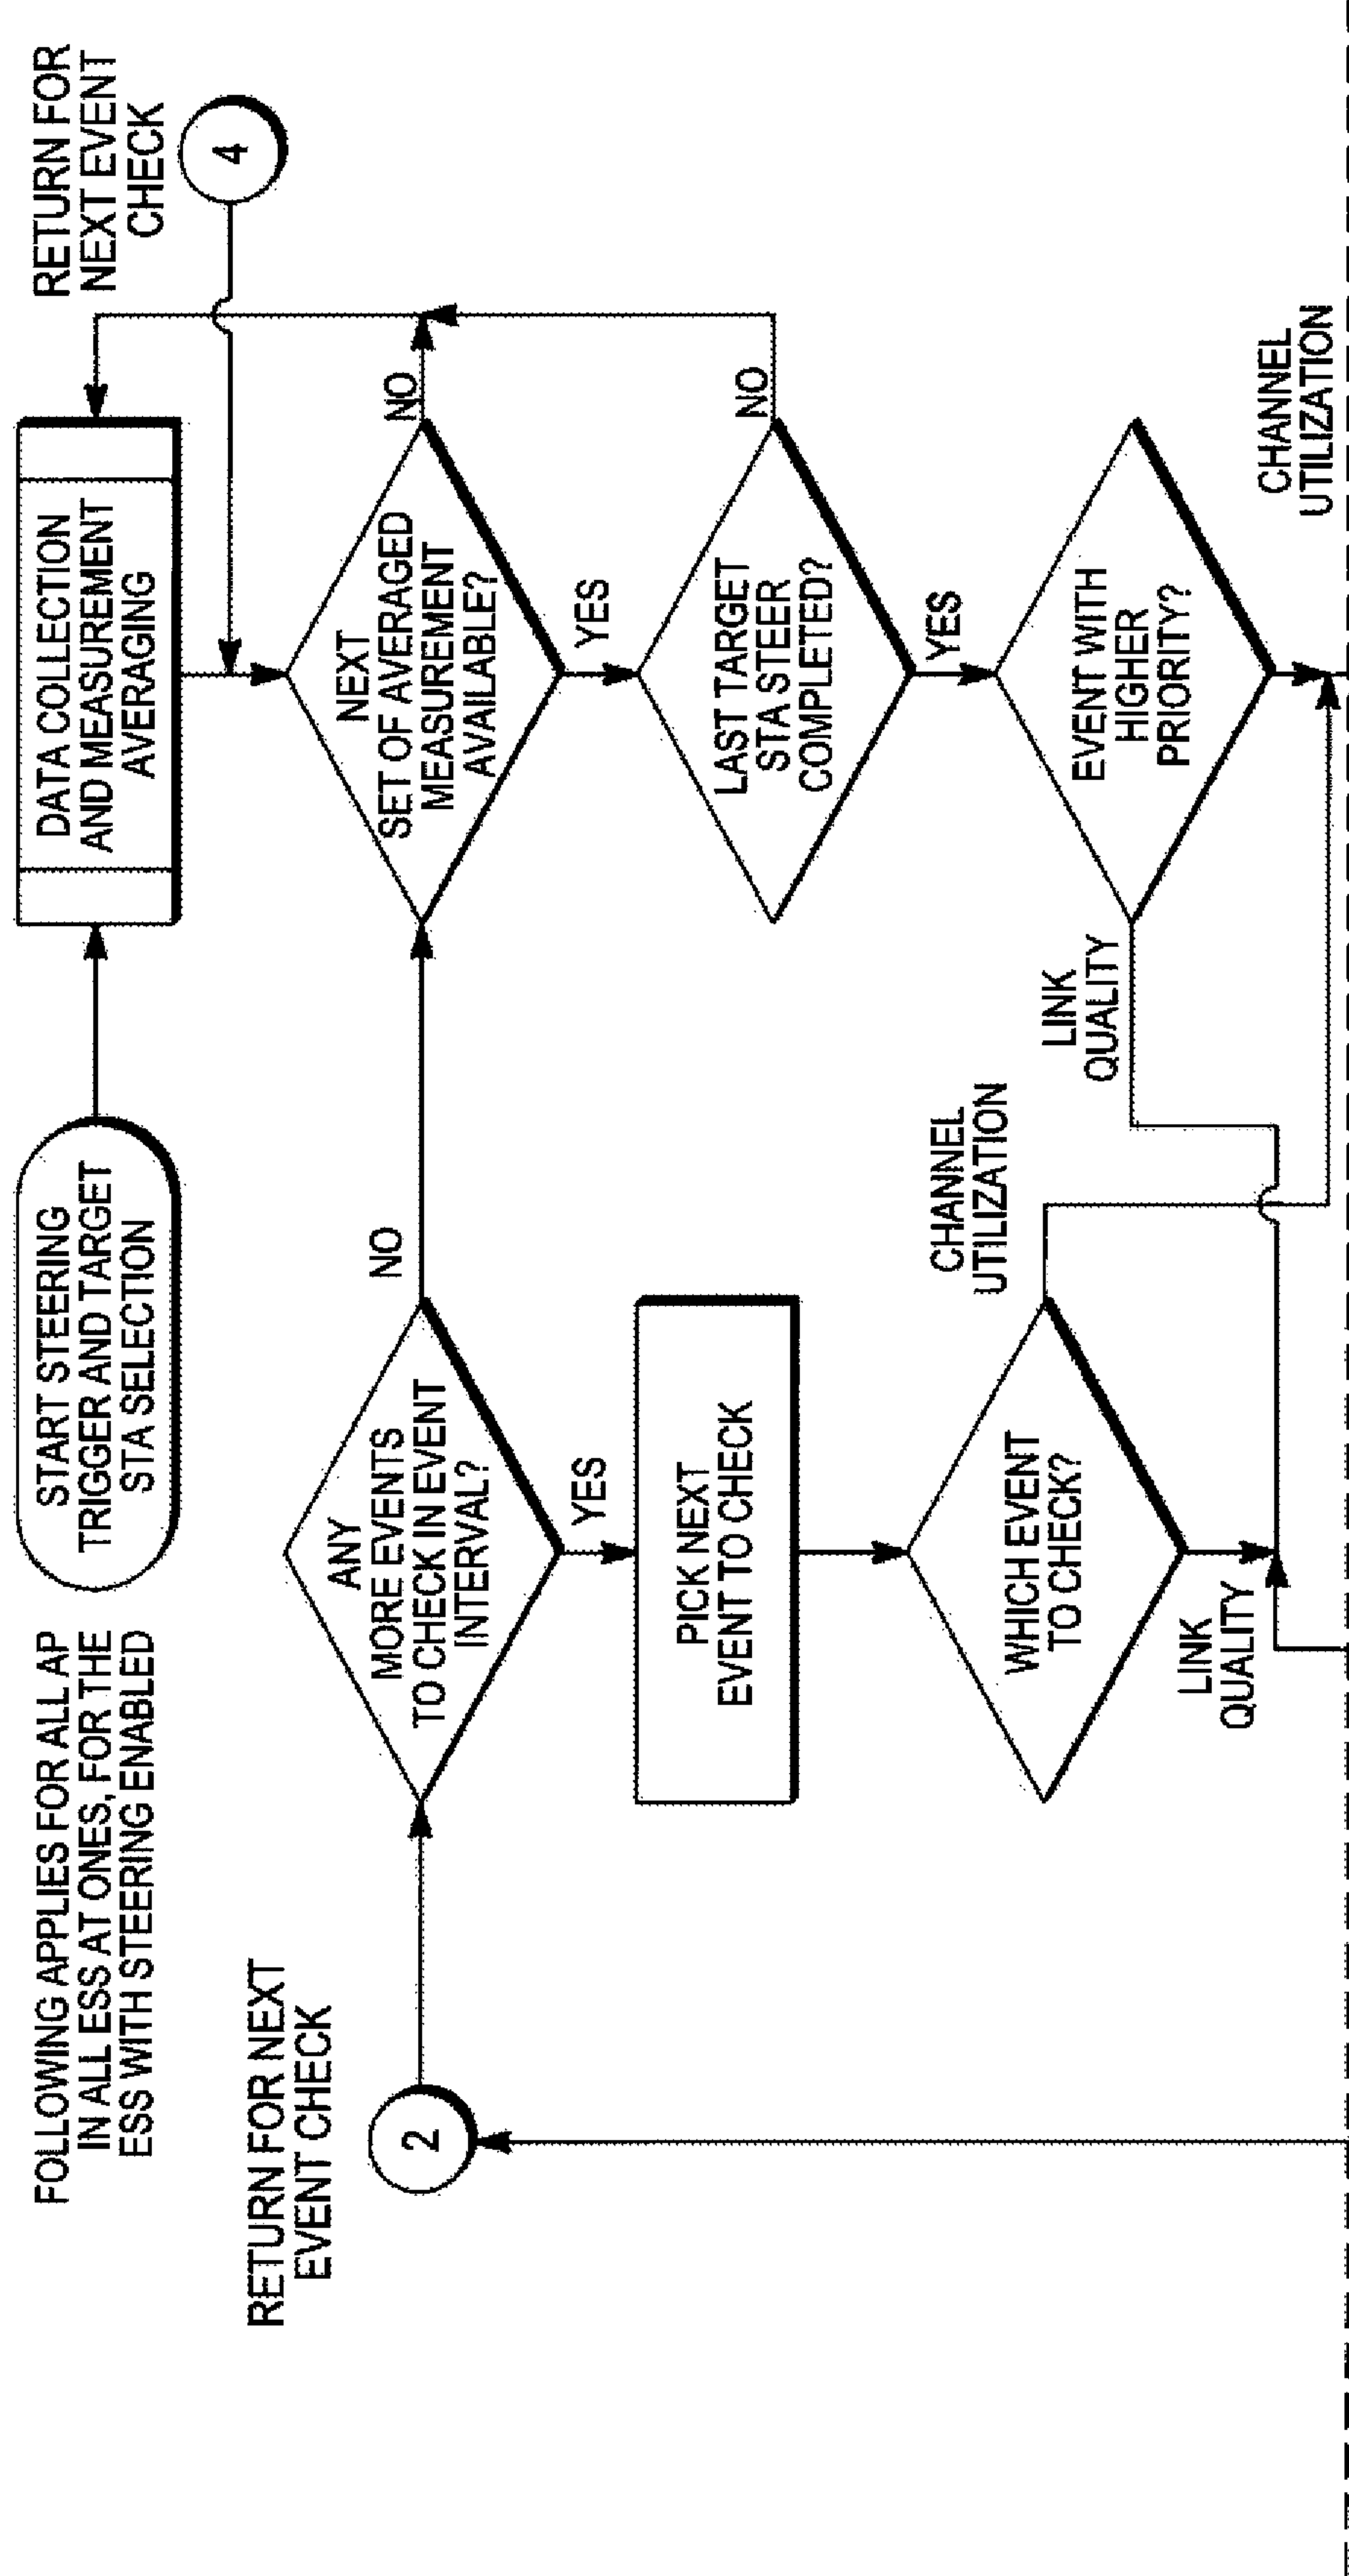 FOLLOWING APPLIES FOR ALL AP
IN ALL ESS AT ONES, FOR THE
ESS WITH STEERING ENABLED
START STEERING
TRIGGER AND TARGET
STA SELECTION
DATA COLLECTION
AND MEASUREMENT
AVERAGING
RETURN FOR
NEXT EVENT
CHECK
4
RETURN FOR NEXT
EVENT CHECK
2
ANY
MORE EVENTS
TO CHECK IN EVENT
INTERVAL?
NO
YES
NEXT
SET OF AVERAGED
MEASUREMENT
AVAILABLE?
NO
YES
PICK NEXT
EVENT TO CHECK
LAST TARGET
STA STEER
COMPLETED?
NO
YES
WHICH EVENT
TO CHECK?
CHANNEL
UTILIZATION
LINK
QUALITY
EVENT WITH
HIGHER
PRIORITY?
LINK
QUALITY
CHANNEL
UTILIZATION